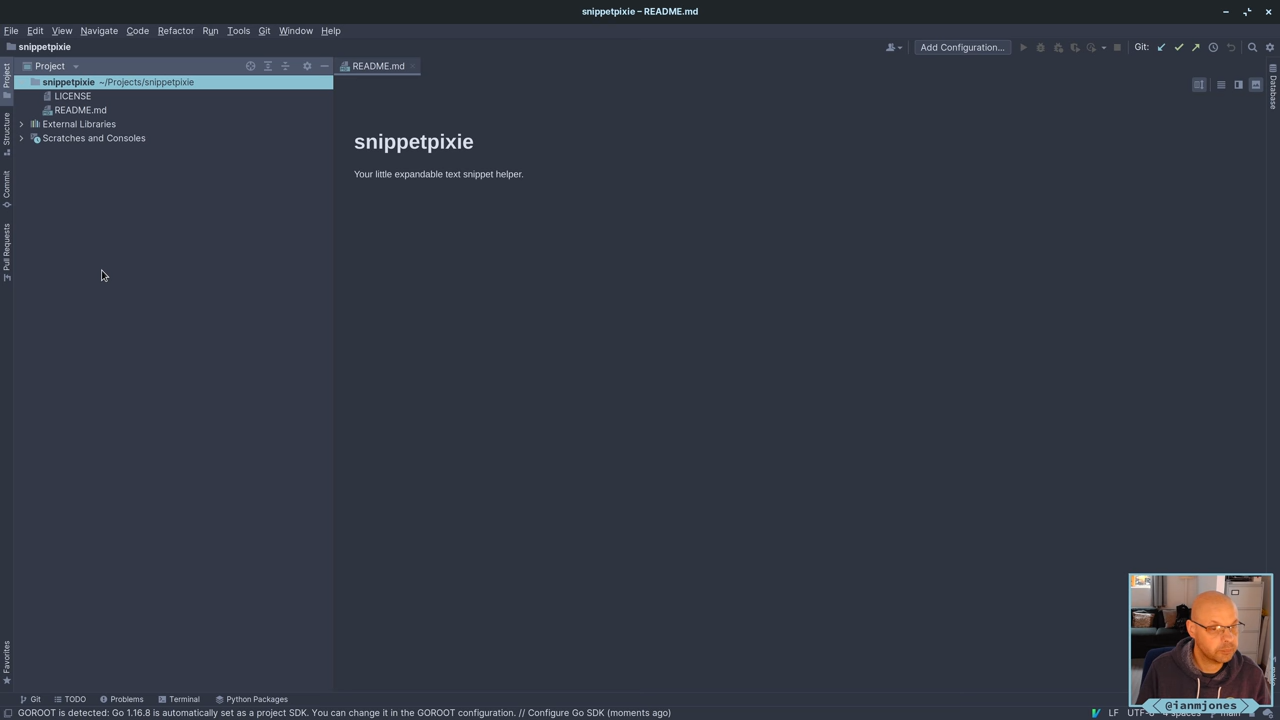 snippetpixie – README.md
File Edit View Navigate Code Refactor Run Tools Git Window Help
snippetpixie
Add Configuration...
Git:
Project
README.md
snippetpixie ~/Projects/snippetpixie
LICENSE
README.md
External Libraries
Scratches and Consoles
Project
Structure
Commit
Pull Requests
Favorites
snippetpixie
Your little expandable text snippet helper.
Database
@ianmjones
Git TODO Problems Terminal Python Packages
GOROOT is detected: Go 1.16.8 is automatically set as a project SDK. You can change it in the GOROOT configuration. // Configure Go SDK (moments ago)
LF